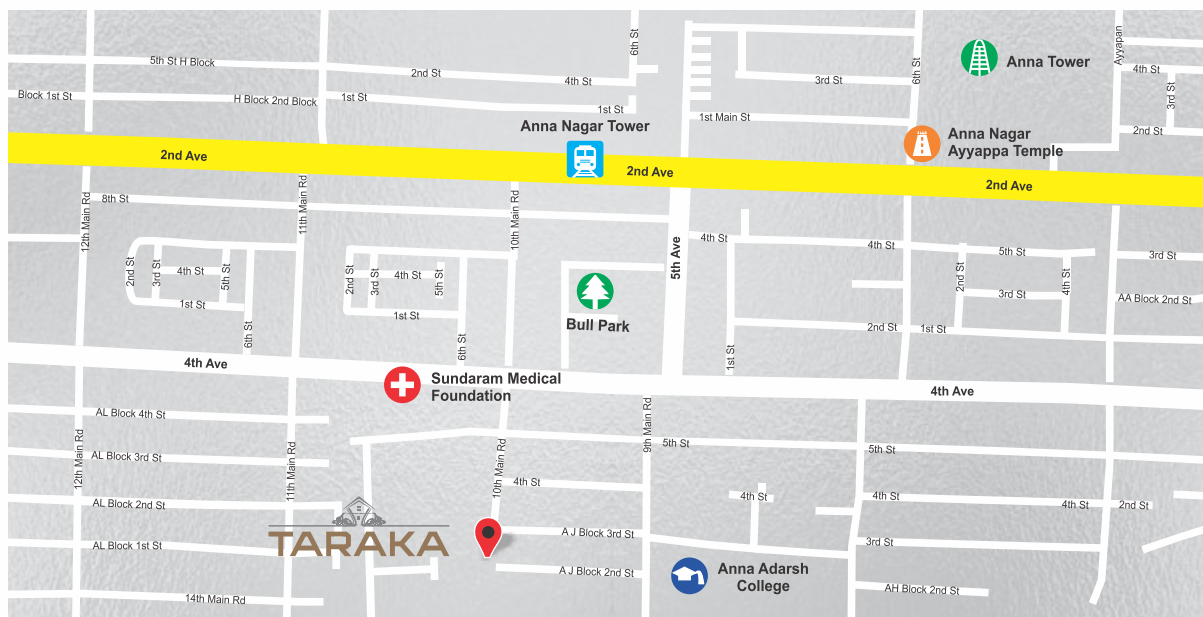 6th St
Ayyapan
5th St H Block
2nd St
4th St
3rd St
6th St
Anna Tower
4th St
3rd St
Block 1st St
H Block 2nd Block
1st St
1st St
1st Main St
2nd St
Anna Nagar Tower
Anna Nagar
Ayyappa Temple
2nd Ave
2nd Ave
2nd Ave
12th Main Rd
8th St
11th Main Rd
10th Main Rd
5th Ave
4th St
4th St
5th St
3rd St
2nd St
3rd St
4th St
5th St
1st St
6th St
2nd St
3rd St
4th St
5th St
1st St
6th St
Bull Park
2nd St
3rd St
4th St
AA Block 2nd St
2nd St
1st St
1st St
4th Ave
Sundaram Medical
Foundation
4th Ave
AL Block 4th St
12th Main Rd
11th Main Rd
10th Main Rd
9th Main Rd
5th St
5th St
AL Block 3rd St
4th St
4th St
4th St
4th St
2nd St
AL Block 2nd St
TARAKA
A J Block 3rd St
3rd St
AL Block 1st St
A J Block 2nd St
Anna Adarsh
College
AH Block 2nd St
14th Main Rd